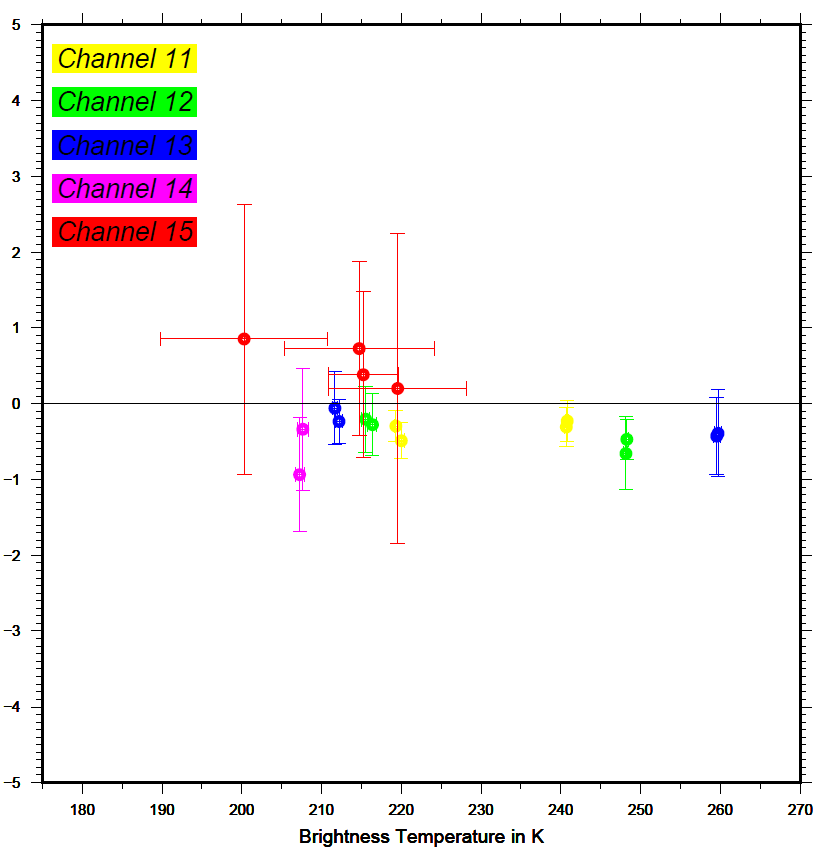 5
4
3
2
1
0
−1
−2
−3
−4
−5
Channel 11
Channel 12
Channel 13
Channel 14
Channel 15
180 190 200 210 220 230 240 250 260 270
Brightness Temperature in K